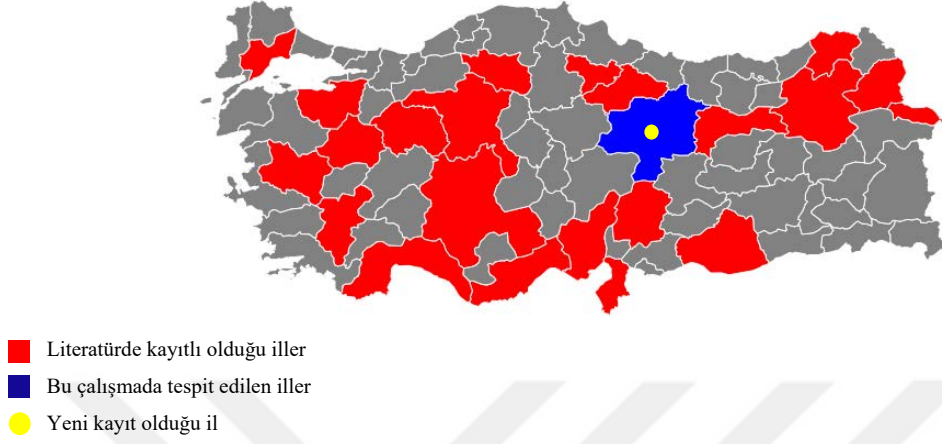 Literatürde kayıtlı olduğu iller
Bu çalışmada tespit edilen iller
Yeni kayıt olduğu il